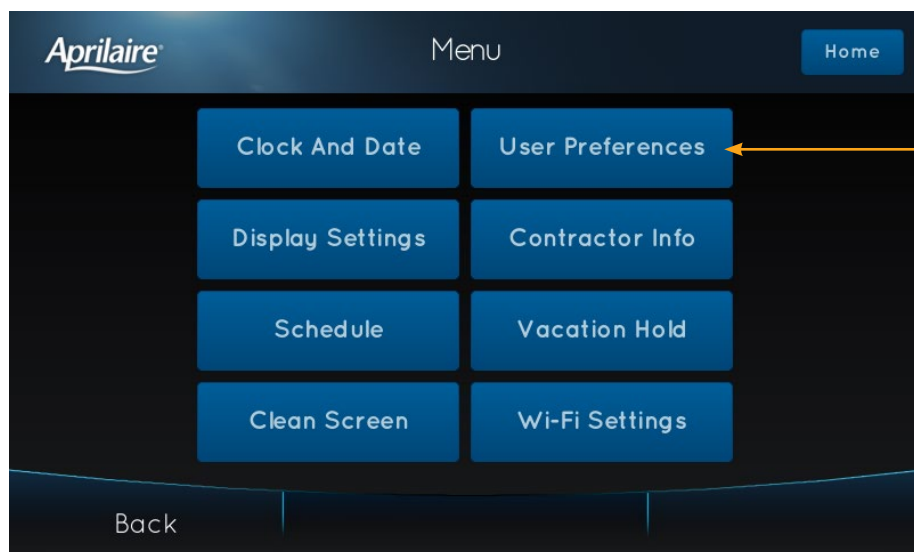 Aprilaire
Menu
Home
Clock And Date
User Preferences
Display Settings
Contractor Info
Schedule
Vacation Hold
Clean Screen
Wi-Fi Settings
Back